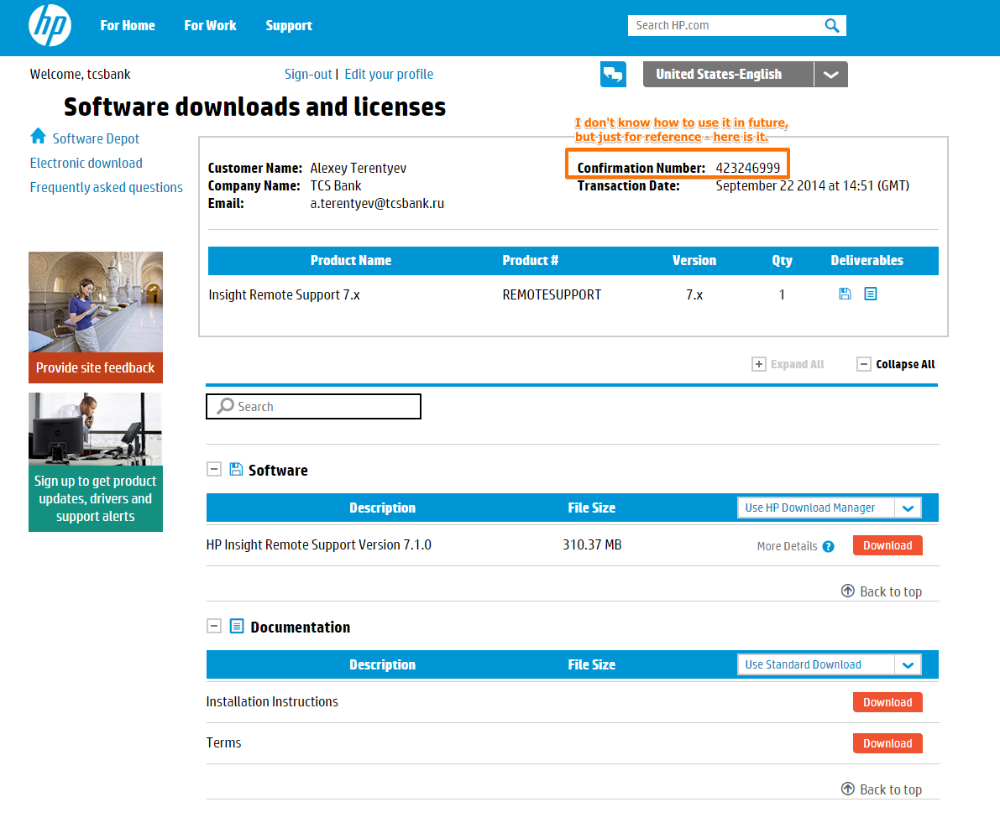 hp
For Home For Work Support
Search HP.com
Welcome, tcsbank Sign-out | Edit your profile
United States-English
Software downloads and licenses
Software Depot
Electronic download
Frequently asked questions
I don't know how to use it in future,
but just for reference - here is it.
Customer Name: Alexey Terentyev Confirmation Number: 423246999
Company Name: TCS Bank Transaction Date: September 22 2014 at 14:51 (GMT)
Email: a.terentyev@tcsbank.ru
Product Name Product # Version Qty Deliverables
Insight Remote Support 7.x REMOTESUPPORT 7.x 1
Provide site feedback
Sign up to get product
updates, drivers and
support alerts
Expand All Collapse All
Search
Software
Description File Size Use HP Download Manager
HP Insight Remote Support Version 7.1.0 310.37 MB More Details ? Download
Back to top
Documentation
Description File Size Use Standard Download
Installation Instructions Download
Terms Download
Back to top